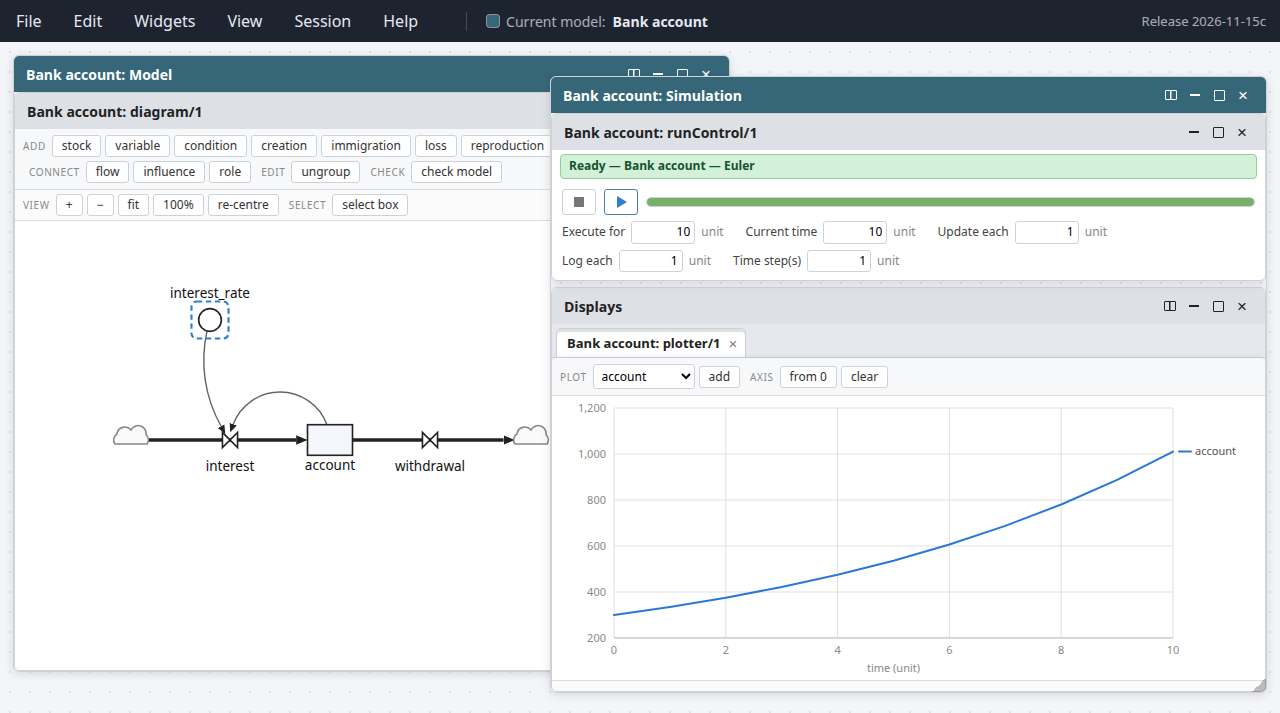 File Edit Widgets View Session Help Current model: Bank account Release 2026-11-15c
Bank account: Model
Bank account: diagram/1
ADD stock variable condition creation immigration loss reproduction
CONNECT flow influence role EDIT ungroup CHECK check model
VIEW + − fit 100% re-centre SELECT select box
interest_rate
interest account withdrawal
Bank account: Simulation
Bank account: runControl/1
Ready — Bank account — Euler
Execute for 10 unit Current time 10 unit Update each 1 unit
Log each 1 unit Time step(s) 1 unit
Displays
Bank account: plotter/1 ×
PLOT account add AXIS from 0 clear
1,200
1,000
800
600
400
200
account
0 2 4 6 8 10
time (unit)